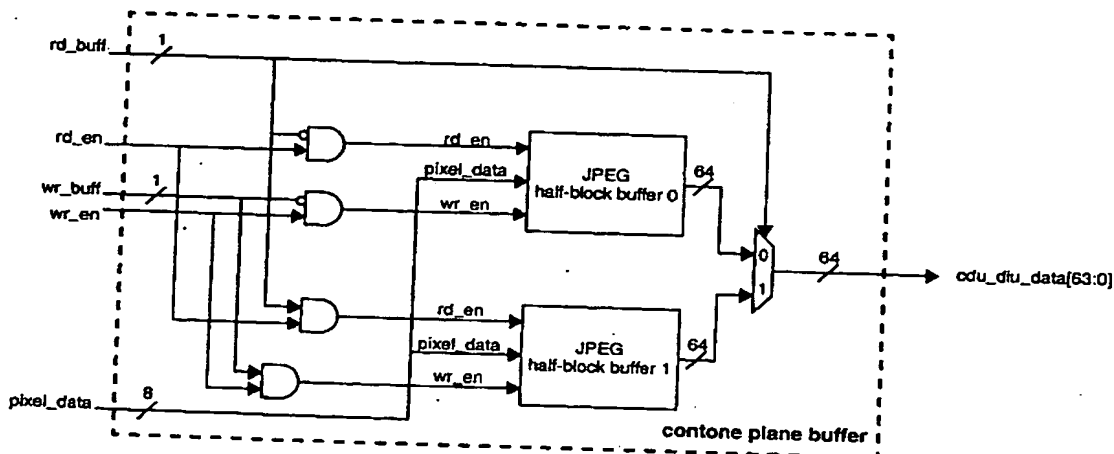 rd_buff
1
rd_en
rd_en
JPEG
half-block buffer 0
64
pixel_data
wr_buff
1
wr_en
wr_en
0
64
cdu_diu_data[63:0]
1
rd_en
JPEG
half-block buffer 1
64
pixel_data
wr_en
pixel_data
8
contone plane buffer